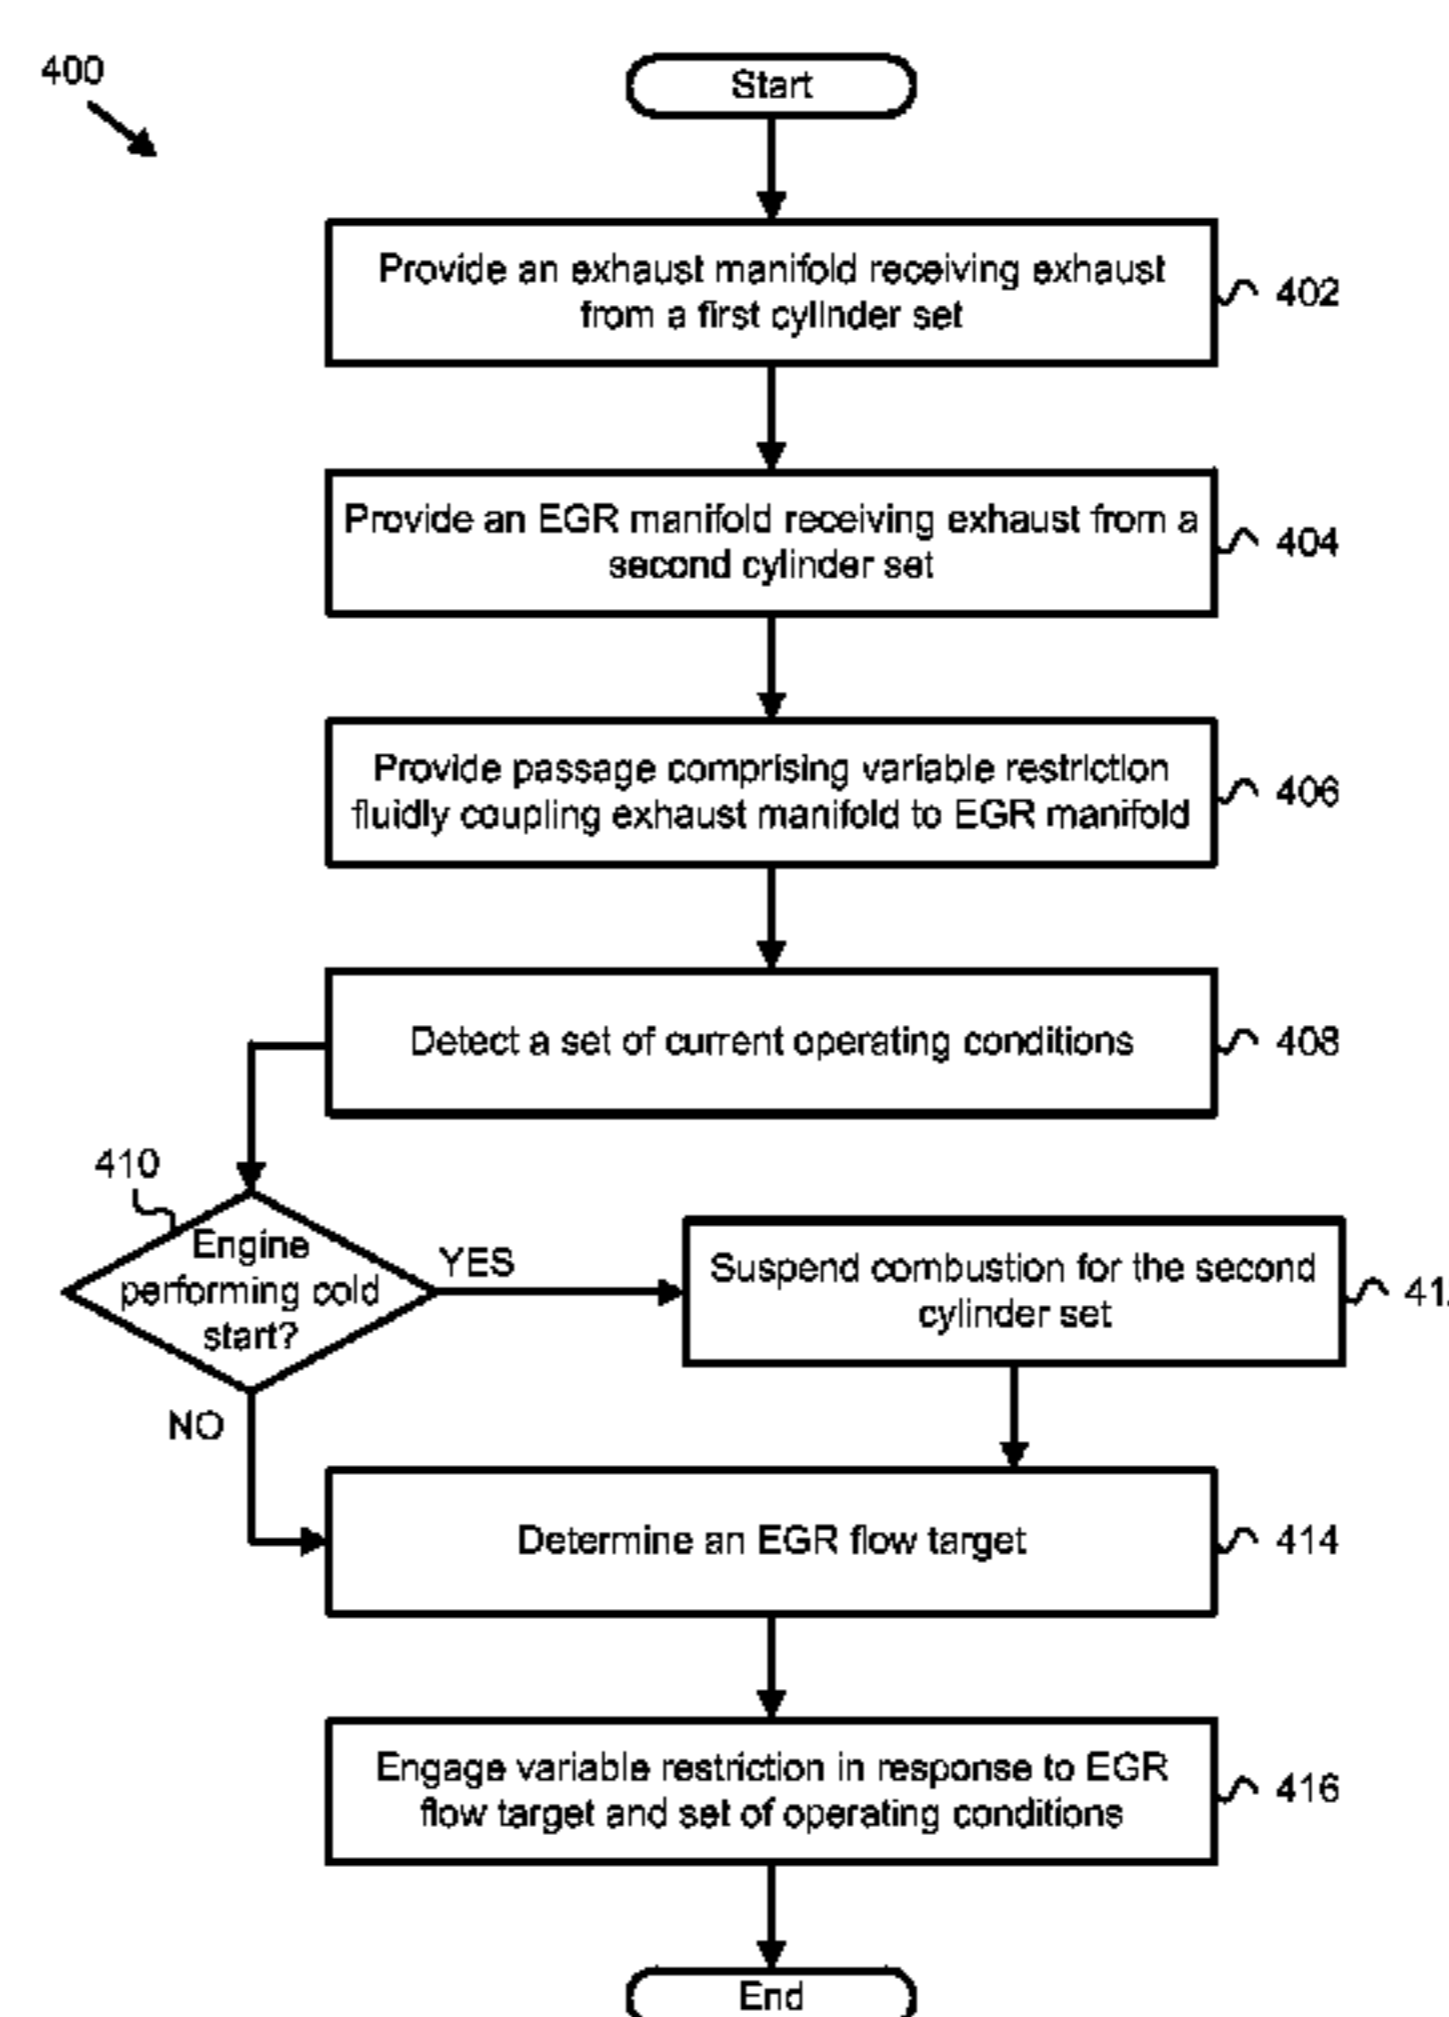 400
Start
Provide an exhaust manifold receiving exhaust
from a first cylinder set
402
Provide an EGR manifold receiving exhaust from a
second cylinder set
404
Provide passage comprising variable restriction
fluidly coupling exhaust manifold to EGR manifold
406
Detect a set of current operating conditions
408
410
Engine
performing cold
start?
YES
Suspend combustion for the second
cylinder set
NO
Determine an EGR flow target
414
Engage variable restriction in response to EGR
flow target and set of operating conditions
416
End